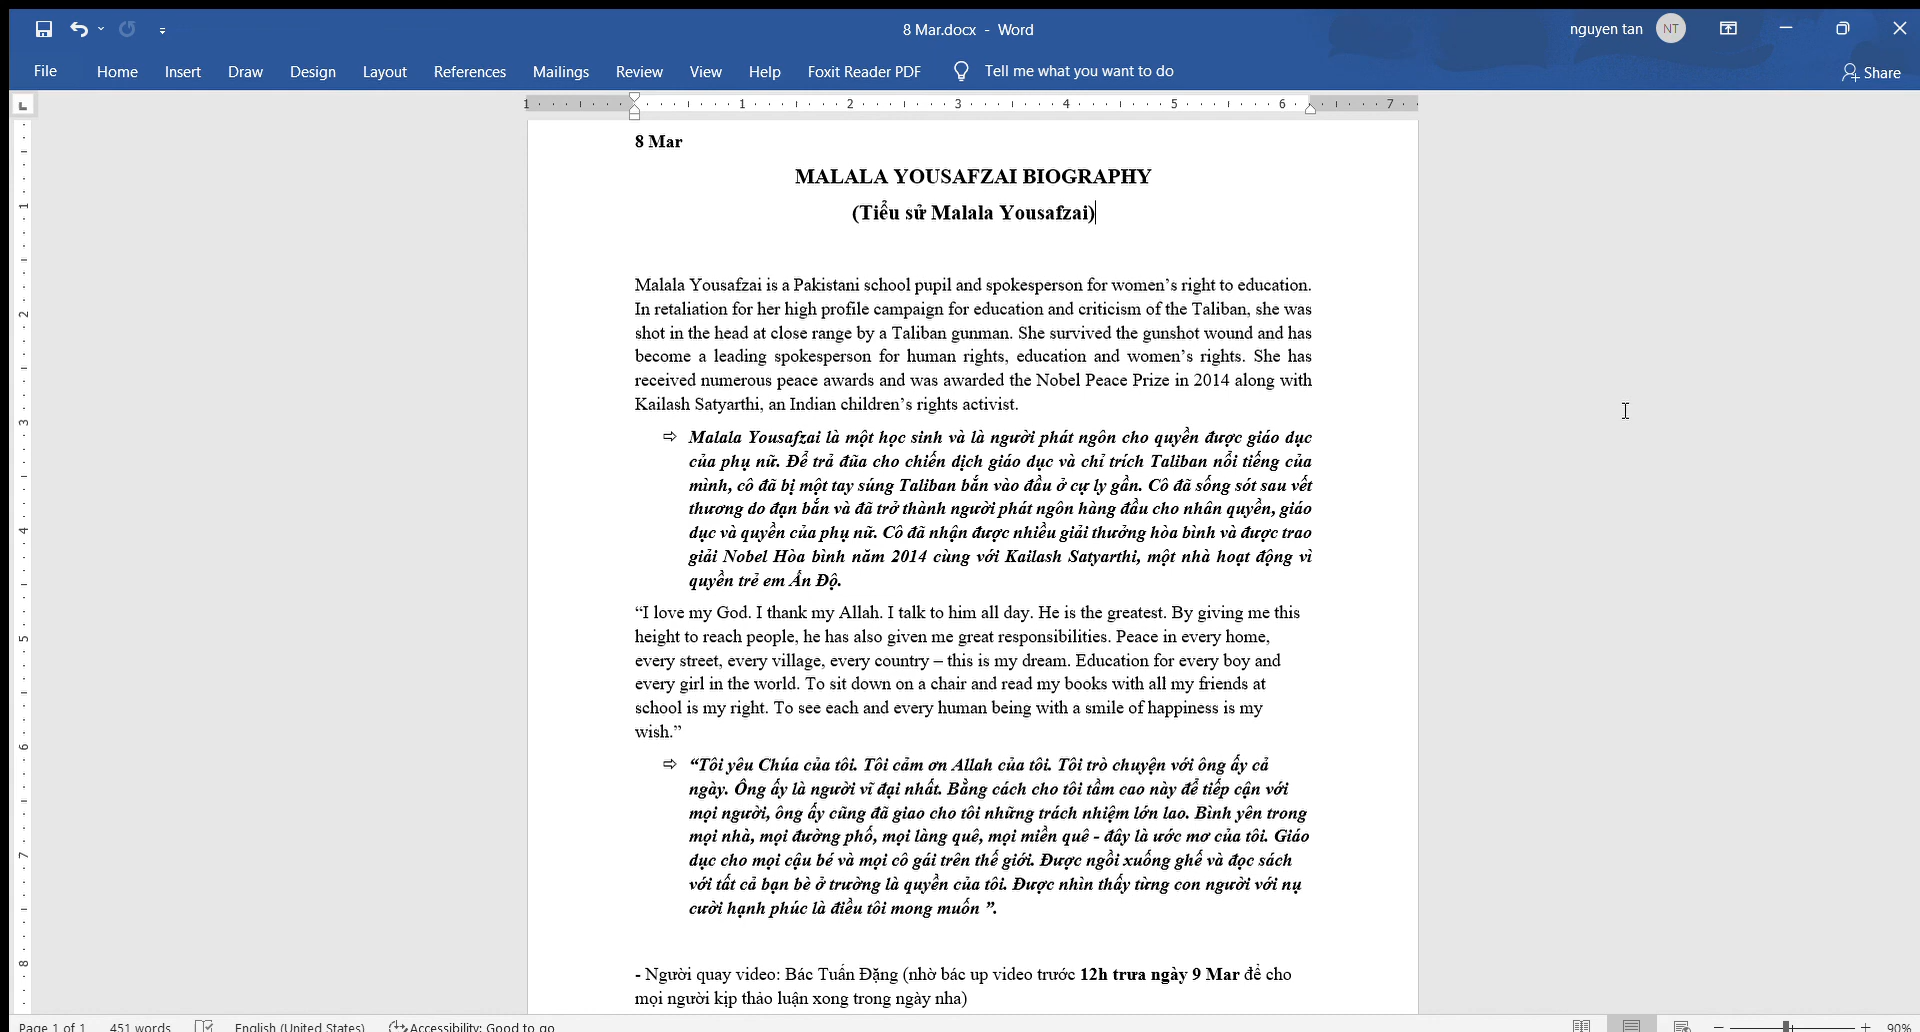 8 Mar.docx - Word
nguyen tan NT
File Home Insert Draw Design Layout References Mailings Review View Help Foxit Reader PDF Tell me what you want to do Share
1 1 2 3 4 5 6 7
8 Mar
MALALA YOUSAFZAI BIOGRAPHY
(Tiểu sử Malala Yousafzai)
Malala Yousafzai is a Pakistani school pupil and spokesperson for women’s right to education.
In retaliation for her high profile campaign for education and criticism of the Taliban, she was
shot in the head at close range by a Taliban gunman. She survived the gunshot wound and has
become a leading spokesperson for human rights, education and women’s rights. She has
received numerous peace awards and was awarded the Nobel Peace Prize in 2014 along with
Kailash Satyarthi, an Indian children’s rights activist.
⇨ Malala Yousafzai là một học sinh và là người phát ngôn cho quyền được giáo dục
của phụ nữ. Để trả đũa cho chiến dịch giáo dục và chỉ trích Taliban nổi tiếng của
mình, cô đã bị một tay súng Taliban bắn vào đầu ở cự ly gần. Cô đã sống sót sau vết
thương do đạn bắn và đã trở thành người phát ngôn hàng đầu cho nhân quyền, giáo
dục và quyền của phụ nữ. Cô đã nhận được nhiều giải thưởng hòa bình và được trao
giải Nobel Hòa bình năm 2014 cùng với Kailash Satyarthi, một nhà hoạt động vì
quyền trẻ em Ấn Độ.
“I love my God. I thank my Allah. I talk to him all day. He is the greatest. By giving me this
height to reach people, he has also given me great responsibilities. Peace in every home,
every street, every village, every country – this is my dream. Education for every boy and
every girl in the world. To sit down on a chair and read my books with all my friends at
school is my right. To see each and every human being with a smile of happiness is my
wish.”
⇨ “Tôi yêu Chúa của tôi. Tôi cảm ơn Allah của tôi. Tôi trò chuyện với ông ấy cả
ngày. Ông ấy là người vĩ đại nhất. Bằng cách cho tôi tầm cao này để tiếp cận với
mọi người, ông ấy cũng đã giao cho tôi những trách nhiệm lớn lao. Bình yên trong
mọi nhà, mọi đường phố, mọi làng quê, mọi miền quê - đây là ước mơ của tôi. Giáo
dục cho mọi cậu bé và mọi cô gái trên thế giới. Được ngồi xuống ghế và đọc sách
với tất cả bạn bè ở trường là quyền của tôi. Được nhìn thấy từng con người với nụ
cười hạnh phúc là điều tôi mong muốn ”.
- Người quay video: Bác Tuấn Đặng (nhờ bác up video trước 12h trưa ngày 9 Mar để cho
mọi người kịp thảo luận xong trong ngày nha)
1
2
3
4
5
6
7
8
Page 1 of 1 451 words English (United States) Accessibility: Good to go 90%